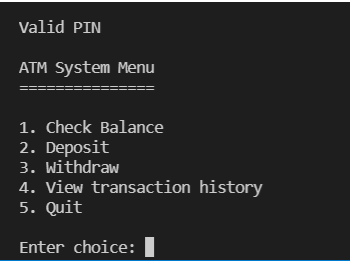 Valid PIN
ATM System Menu
===============
1. Check Balance
2. Deposit
3. Withdraw
4. View transaction history
5. Quit
Enter choice: